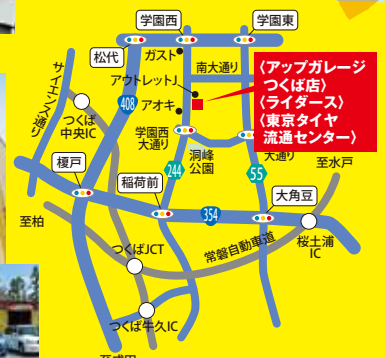 学園西
学園東
松代
ガスト
南大通り
アウトレットJ
アオキ
〈アップガレージ
つくば店〉
〈ライダース〉
〈東京タイヤ
流通センター〉
サイエンス通り
つくば
中央IC
408
学園西
大通り
洞峰
公園
大通り
至水戸
榎戸
稲荷前
244
55
大角豆
354
至柏
桜土浦
IC
つくばJCT
常磐自動車道
つくば牛久IC